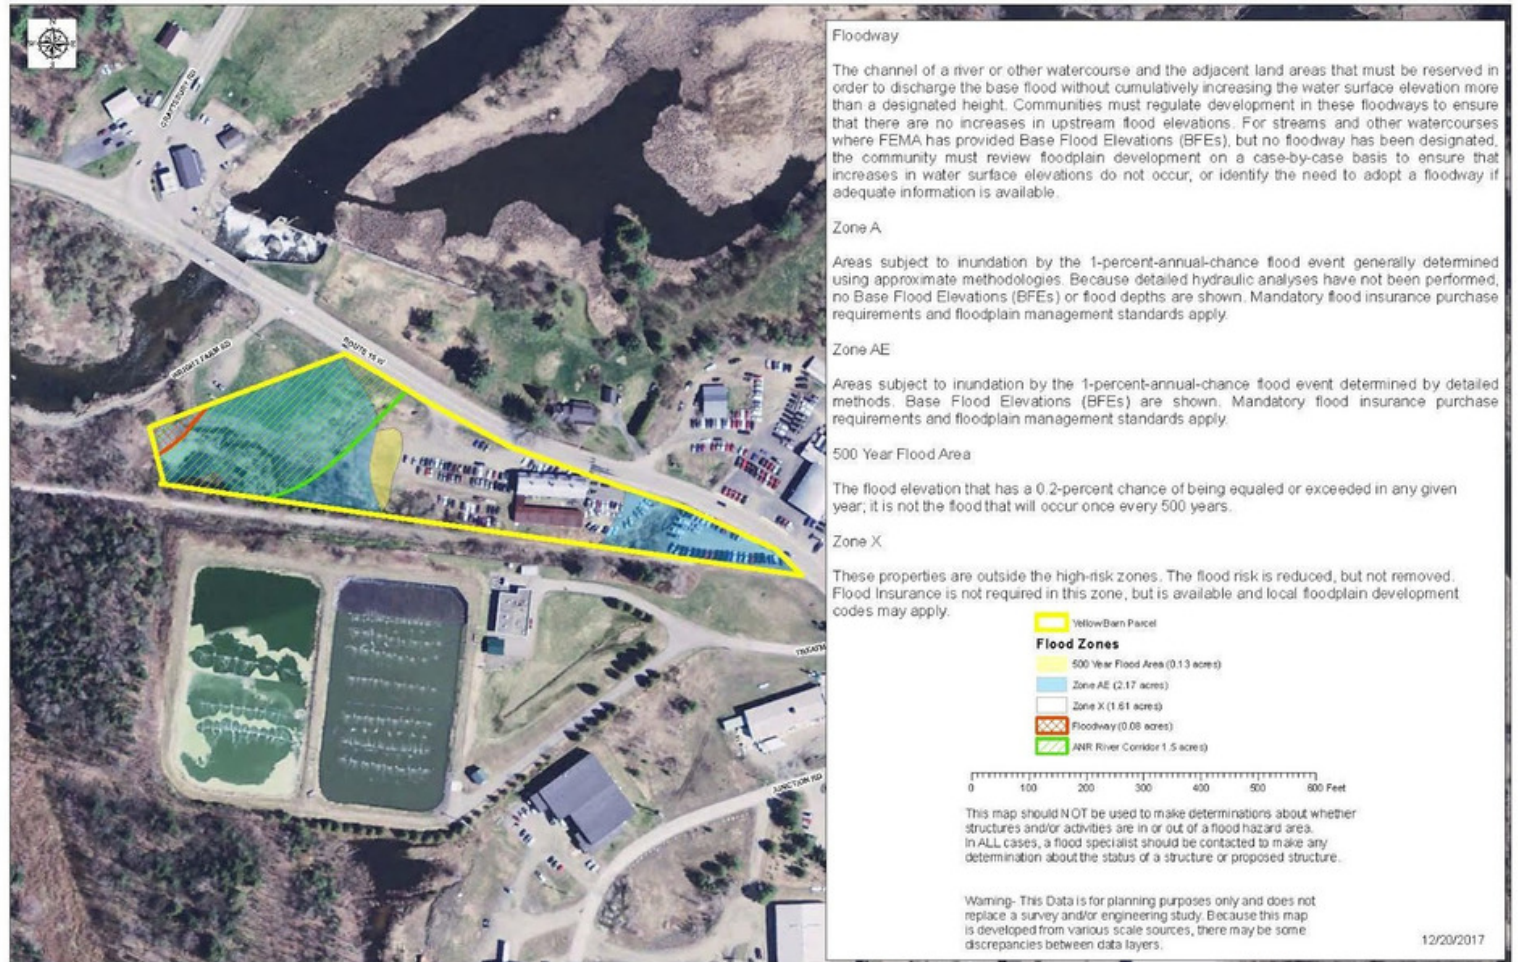 GRAFTSBURY RD
WRIGHT FARM RD
ROUTE 15 W
JUNCTION RD
Floodway
The channel of a river or other watercourse and the adjacent land areas that must be reserved in
order to discharge the base flood without cumulatively increasing the water surface elevation more
than a designated height. Communities must regulate development in these floodways to ensure
that there are no increases in upstream flood elevations. For streams and other watercourses
where FEMA has provided Base Flood Elevations (BFEs), but no floodway has been designated,
the community must review floodplain development on a case-by-case basis to ensure that
increases in water surface elevations do not occur, or identify the need to adopt a floodway if
adequate information is available.
Zone A
Areas subject to inundation by the 1-percent-annual-chance flood event generally determined
using approximate methodologies. Because detailed hydraulic analyses have not been performed,
no Base Flood Elevations (BFEs) or flood depths are shown. Mandatory flood insurance purchase
requirements and floodplain management standards apply.
Zone AE
Areas subject to inundation by the 1-percent-annual-chance flood event determined by detailed
methods. Base Flood Elevations (BFEs) are shown. Mandatory flood insurance purchase
requirements and floodplain management standards apply.
500 Year Flood Area
The flood elevation that has a 0.2-percent chance of being equaled or exceeded in any given
year; it is not the flood that will occur once every 500 years.
Zone X
These properties are outside the high-risk zones. The flood risk is reduced, but not removed.
Flood Insurance is not required in this zone, but is available and local floodplain development
codes may apply.
YellowBarn Parcel
Flood Zones
500 Year Flood Area (0.13 acres)
Zone AE (2.17 acres)
Zone X (1.61 acres)
Floodway (0.08 acres)
ANR River Corridor 1.5 acres)
0 100 200 300 400 500 600 Feet
This map should NOT be used to make determinations about whether
structures and/or activities are in or out of a flood hazard area.
In ALL cases, a flood specialist should be contacted to make any
determination about the status of a structure or proposed structure.
Warning- This Data is for planning purposes only and does not
replace a survey and/or engineering study. Because this map
is developed from various scale sources, there may be some
discrepancies between data layers.
12/20/2017